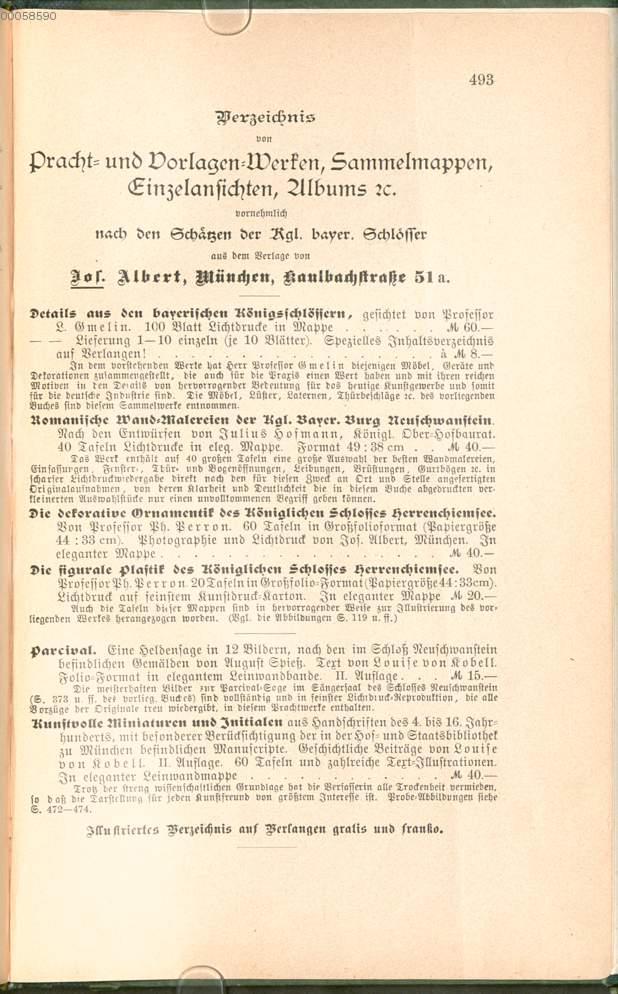 00058590
493
Verzeichnis
von
Pracht- und Vorlagen-Werken, Sammelmappen,
Einzelansichten, Albums ⁊c.
vornehmlich
nach den Schätzen der Kgl. bayer. Schlösser
aus dem Verlage von
Jos. Albert, München, Kaulbachstraße 51 a.
Details aus den bayerischen Königsschlössern, gesichtet von Professor
L. Gmelin. 100 Blatt Lichtdrucke in Mappe . . . . . . ℳ 60.—
— — Lieferung 1—10 einzeln (je 10 Blätter). Spezielles Inhaltsverzeichnis
auf Verlangen! . . . . . . . . . . . . . . . . à ℳ 8.—
In dem vorstehenden Werke hat Herr Professor Gmelin diejenigen Möbel, Geräte und
Dekorationen zusammengestellt, die auch für die Praxis einen Wert haben und mit ihren reichen
Motiven in den Details von hervorragender Bedeutung für das heutige Kunstgewerbe und somit
für die deutsche Industrie sind. Die Möbel, Lüster, Laternen, Thürbeschläge ⁊c. des vorliegenden
Buches sind diesem Sammelwerke entnommen.
Romanische Wand-Malereien der Kgl. Bayer. Burg Neuschwanstein.
Nach den Entwürfen von Julius Hofmann, Königl. Ober-Hofbaurat.
40 Tafeln Lichtdrucke in eleg. Mappe. Format 49 : 38 cm . . ℳ 40.—
Das Werk enthält auf 40 großen Tafeln eine große Auswahl der besten Wandmalereien,
Einfassungen, Fenster-, Thür- und Bogenöffnungen, Leibungen, Brüstungen, Gurtbögen ⁊c. in
scharfer Lichtdruckwiedergabe direkt nach den für diesen Zweck an Ort und Stelle angefertigten
Originalaufnahmen, von deren Klarheit und Deutlichkeit die in diesem Buche abgedruckten ver-
kleinerten Auswahlstücke nur einen unvollkommenen Begriff geben können.
Die dekorative Ornamentik des Königlichen Schlosses Herrenchiemsee.
Von Professor Ph. Perron. 60 Tafeln in Großfolioformat (Papiergröße
44 : 33 cm). Photographie und Lichtdruck von Jos. Albert, München. In
eleganter Mappe . . . . . . . . . . . . . . . ℳ 40.—
Die figurale Plastik des Königlichen Schlosses Herrenchiemsee. Von
Professor Ph. Perron. 20 Tafeln in Großfolio-Format (Papiergröße 44 : 33 cm).
Lichtdruck auf feinstem Kunstdruck-Karton. In eleganter Mappe ℳ 20.—
Auch die Tafeln dieser Mappen sind in hervorragender Weise zur Illustrierung des vor-
liegenden Werkes herangezogen worden. (Vgl. die Abbildungen S. 119 u. ff.)
Parcival. Eine Heldensage in 12 Bildern, nach den im Schloß Neuschwanstein
befindlichen Gemälden von August Spieß. Text von Louise von Kobell.
Folio-Format in elegantem Leinwandbande. II. Auflage . . . ℳ 15.—
Die meisterhaften Bilder zur Parcival-Sage im Sängersaal des Schlosses Neuschwanstein
(S. 373 u. ff. des vorlieg. Buches) sind vollständig und in feinster Lichtdruck-Reproduktion, die alle
Vorzüge der Originale treu wiedergibt, in diesem Prachtwerke enthalten.
Kunstvolle Miniaturen und Initialen aus Handschriften des 4. bis 16. Jahr-
hunderts, mit besonderer Berücksichtigung der in der Hof- und Staatsbibliothek
zu München befindlichen Manuscripte. Geschichtliche Beiträge von Louise
von Kobell. II. Auflage. 60 Tafeln und zahlreiche Text-Illustrationen.
In eleganter Leinwandmappe . . . . . . . . . . . ℳ 40.—
Trotz der streng wissenschaftlichen Grundlage hat die Verfasserin alle Trockenheit vermieden,
so daß die Darstellung für jeden Kunstfreund von größtem Interesse ist. Probe-Abbildungen siehe
S. 472—474.
Illustriertes Verzeichnis auf Verlangen gratis und franko.